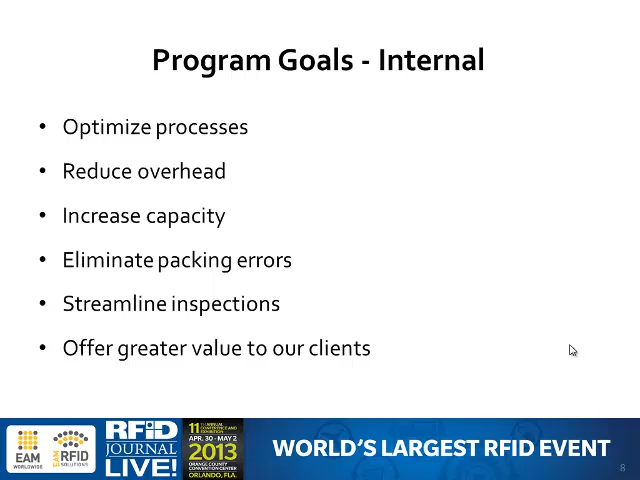 Program Goals - Internal
• Optimize processes
• Reduce overhead
• Increase capacity
• Eliminate packing errors
• Streamline inspections
• Offer greater value to our clients
EAM
WORLDWIDE
EAM
RFID
SOLUTIONS
RFID
JOURNAL
LIVE!
11TH ANNUAL
CONFERENCE AND
EXHIBITION
APR. 30 - MAY 2
2013
ORANGE COUNTY
CONVENTION CENTER
ORLANDO, FLA.
WORLD'S LARGEST RFID EVENT
8